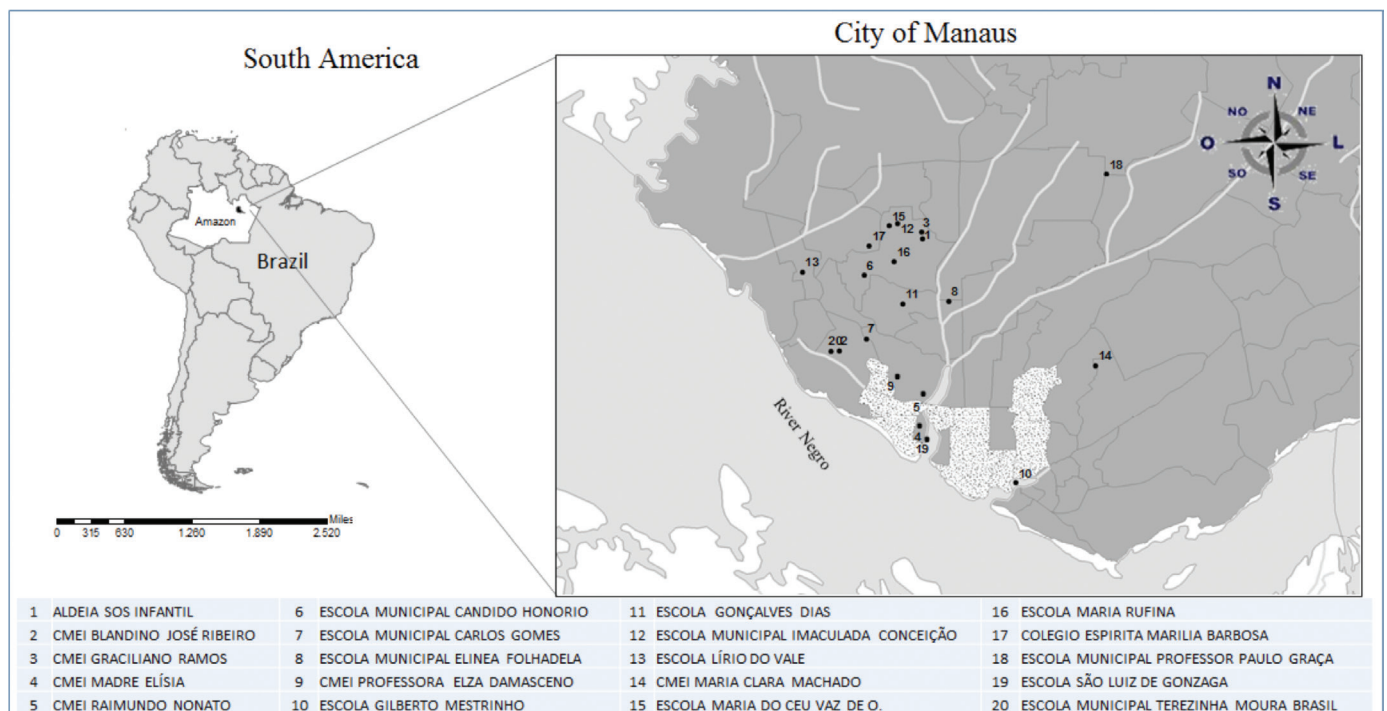 South America
City of Manaus
Amazon
Brazil
Miles
0 315 630 1.260 1.890 2.520
N
NO NE
O L
SO SE
S
18
15
3
12
1
17
16
13
6
8
11
7
20 2
14
9
5
4
19
10
River Negro
1 ALDEIA SOS INFANTIL 6 ESCOLA MUNICIPAL CANDIDO HONORIO 11 ESCOLA GONÇALVES DIAS 16 ESCOLA MARIA RUFINA
2 CMEI BLANDINO JOSÉ RIBEIRO 7 ESCOLA MUNICIPAL CARLOS GOMES 12 ESCOLA MUNICIPAL IMACULADA CONCEIÇÃO 17 COLEGIO ESPIRITA MARILIA BARBOSA
3 CMEI GRACILIANO RAMOS 8 ESCOLA MUNICIPAL ELINEA FOLHADELA 13 ESCOLA LÍRIO DO VALE 18 ESCOLA MUNICIPAL PROFESSOR PAULO GRAÇA
4 CMEI MADRE ELÍSIA 9 CMEI PROFESSORA ELZA DAMASCENO 14 CMEI MARIA CLARA MACHADO 19 ESCOLA SÃO LUIZ DE GONZAGA
5 CMEI RAIMUNDO NONATO 10 ESCOLA GILBERTO MESTRINHO 15 ESCOLA MARIA DO CEU VAZ DE O. 20 ESCOLA MUNICIPAL TEREZINHA MOURA BRASIL